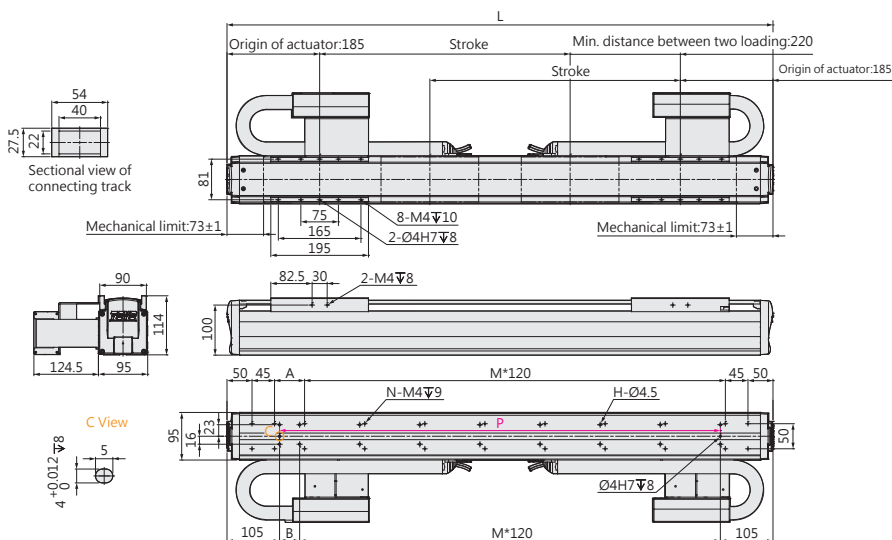 L
Origin of actuator:185
Stroke
Min. distance between two loading:220
Stroke
Origin of actuator:185
54
40
27.5
22
Sectional view of
connecting track
81
Mechanical limit:73±1
75
165
195
8-M4↧10
2-Ø4H7↧8
Mechanical limit:73±1
90
114
124.5
95
82.5
30
2-M4↧8
100
50
45
A
M*120
45
50
N-M4↧9
H-Ø4.5
P
C View
C
95
23
16
50
5
4 +0.012 0 ↧8
Ø4H7↧8
105
B
M*120
105